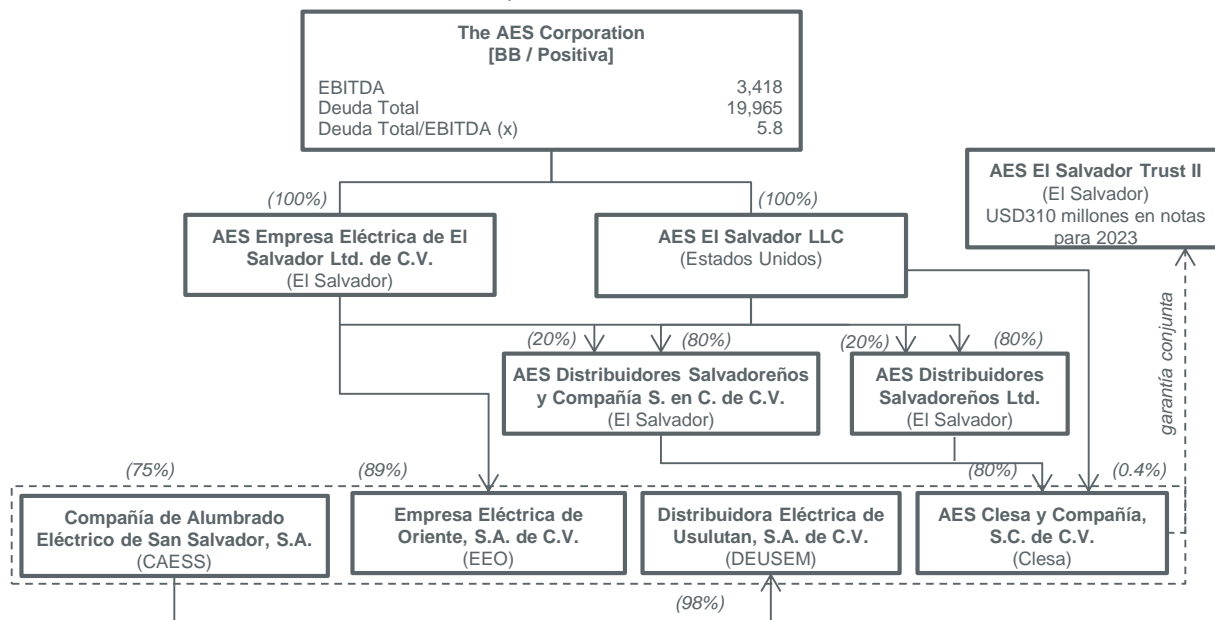 The AES Corporation
[BB / Positiva]
EBITDA 3,418
Deuda Total 19,965
Deuda Total/EBITDA (x) 5.8
AES El Salvador Trust II
(El Salvador)
USD310 millones en notas
para 2023
(100%)
(100%)
AES Empresa Eléctrica de El
Salvador Ltd. de C.V.
(El Salvador)
AES El Salvador LLC
(Estados Unidos)
garantía conjunta
(20%)
(80%)
(20%)
(80%)
AES Distribuidores Salvadoreños
y Compañía S. en C. de C.V.
(El Salvador)
AES Distribuidores
Salvadoreños Ltd.
(El Salvador)
(75%)
(89%)
(80%)
(0.4%)
Compañía de Alumbrado
Eléctrico de San Salvador, S.A.
(CAESS)
Empresa Eléctrica de
Oriente, S.A. de C.V.
(EEO)
Distribuidora Eléctrica de
Usulutan, S.A. de C.V.
(DEUSEM)
AES Clesa y Compañía,
S.C. de C.V.
(Clesa)
(98%)